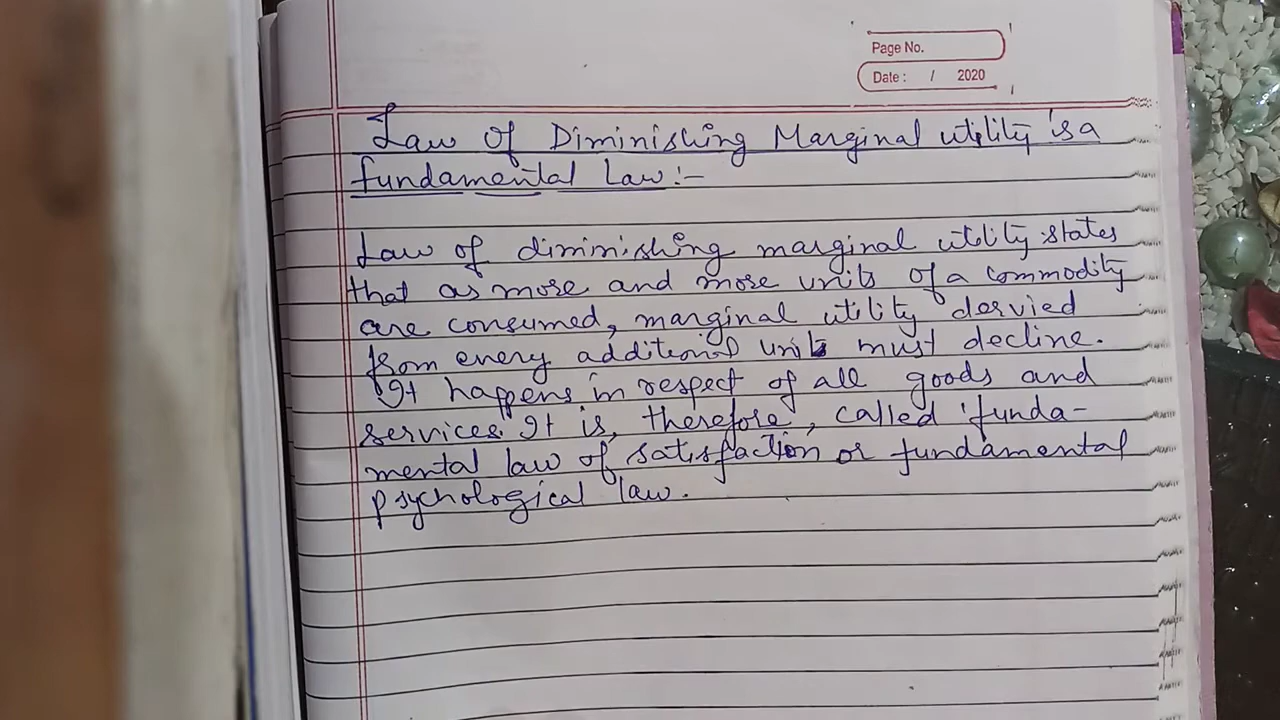 Page No.
Date : / 2020
Law of Diminishing Marginal utility is a
fundamental Law :-
Law of diminishing marginal utility states
that as more and more units of a commodity
are consumed, marginal utility dervied
from every additional units must decline.
It happens in respect of all goods and
services. It is, therefore, called 'funda-
mental law of satisfaction or fundamental
psychological law.